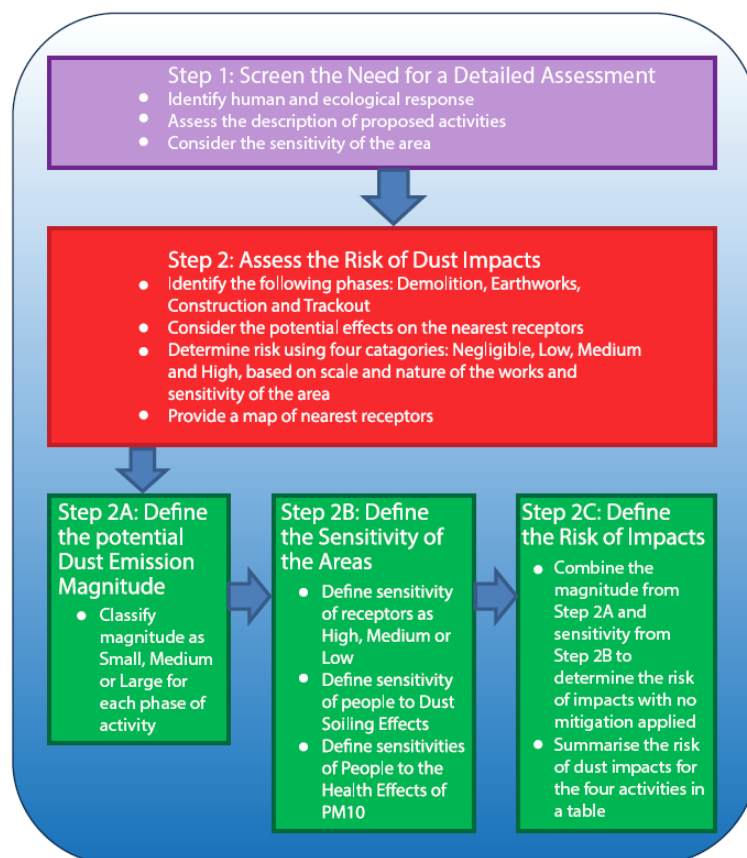 Step 1: Screen the Need for a Detailed Assessment
• Identify human and ecological response
• Assess the description of proposed activities
• Consider the sensitivity of the area
Step 2: Assess the Risk of Dust Impacts
• Identify the following phases: Demolition, Earthworks,
Construction and Trackout
• Consider the potential effects on the nearest receptors
• Determine risk using four catagories: Negligible, Low, Medium
and High, based on scale and nature of the works and
sensitivity of the area
• Provide a map of nearest receptors
Step 2A: Define
the potential
Dust Emission
Magnitude
• Classify
magnitude as
Small, Medium
or Large for
each phase of
activity
Step 2B: Define
the Sensitivity of
the Areas
• Define sensitivity
of receptors as
High, Medium or
Low
• Define sensitivity
of people to Dust
Soiling Effects
• Define sensitivities
of People to the
Health Effects of
PM10
Step 2C: Define
the Risk of Impacts
• Combine the
magnitude from
Step 2A and
sensitivity from
Step 2B to
determine the risk
of impacts with no
mitigation applied
• Summarise the risk
of dust impacts for
the four activities in
a table